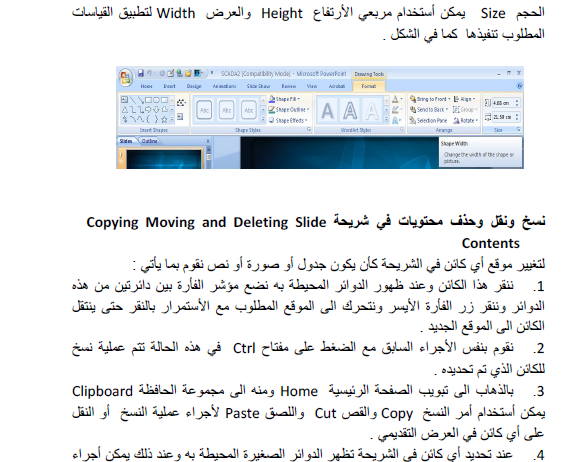 الحجم Size يمكن أستخدام مربعي الأرتفاع Height والعرض Width لتطبيق القياسات
المطلوب تنفيذها كما في الشكل .
SCADA2 [Compatibility Mode] - Microsoft PowerPoint Drawing Tools
Home Insert Design Animations Slide Show Review View Acrobat Format
Shape Fill Bring to Front Align
Abc Abc Abc Shape Outline A A A Send to Back Group 4.88 cm
Shape Effects Selection Pane Rotate 21.59 cm
Insert Shapes Shape Styles WordArt Styles Arrange Size
Slides Outline Shape Width
Change the width of the shape or
picture.
نسخ ونقل وحذف محتويات في شريحة Copying Moving and Deleting Slide
Contents
لتغيير موقع أي كائن في الشريحة كأن يكون جدول أو صورة أو نص نقوم بما يأتي :
1. ننقر هذا الكائن وعند ظهور الدوائر المحيطة به نضع مؤشر الفأرة بين دائرتين من هذه
الدوائر وننقر زر الفأرة الأيسر ونتحرك الى الموقع المطلوب مع الأستمرار بالنقر حتى ينتقل
الكائن الى الموقع الجديد .
2. نقوم بنفس الأجراء السابق مع الضغط على مفتاح Ctrl في هذه الحالة تتم عملية نسخ
للكائن الذي تم تحديده .
3. بالذهاب الى تبويب الصفحة الرئيسية Home ومنه الى مجموعة الحافظة Clipboard
يمكن أستخدام أمر النسخ Copy والقص Cut واللصق Paste لأجراء عملية النسخ أو النقل
على أي كائن في العرض التقديمي .
4. عند تحديد أي كائن في الشريحة تظهر الدوائر الصغيرة المحيطة به وعند ذلك يمكن أجراء